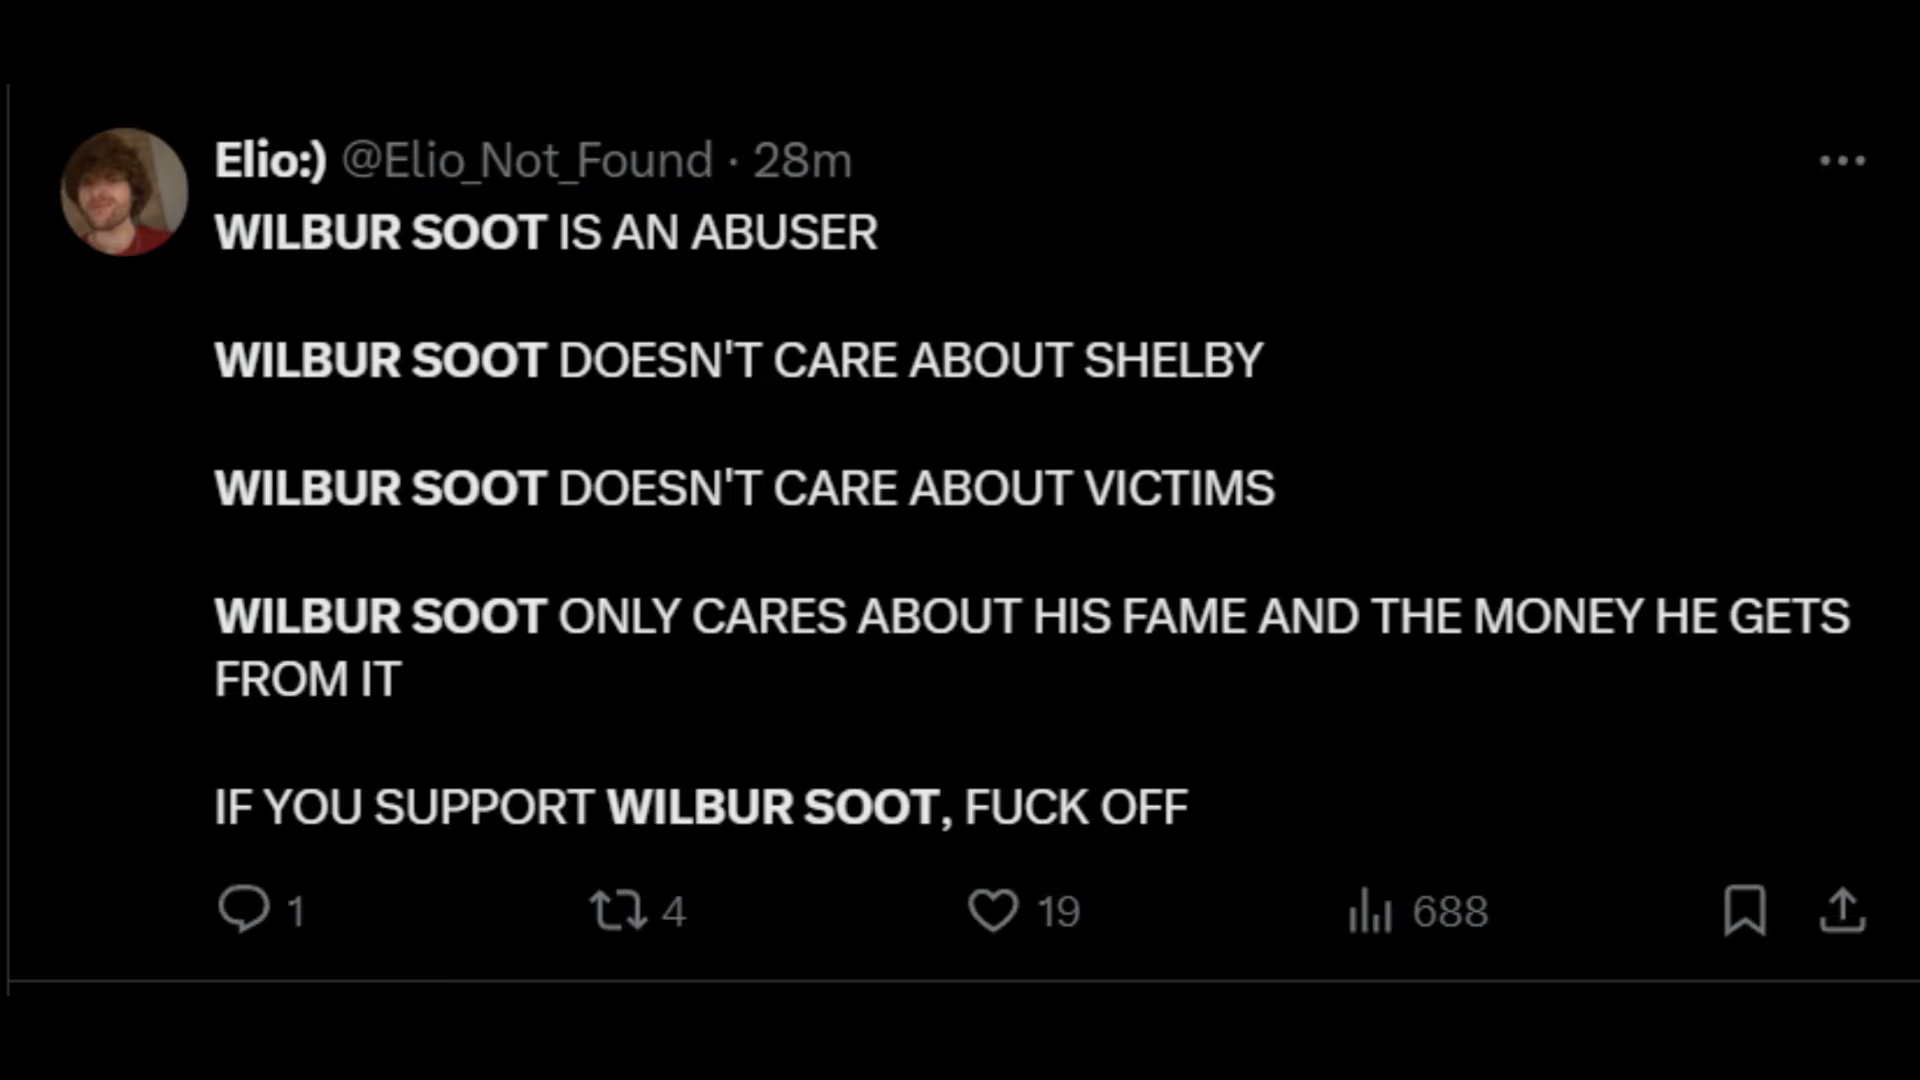 Elio:) @Elio_Not_Found · 28m
WILBUR SOOT IS AN ABUSER
WILBUR SOOT DOESN'T CARE ABOUT SHELBY
WILBUR SOOT DOESN'T CARE ABOUT VICTIMS
WILBUR SOOT ONLY CARES ABOUT HIS FAME AND THE MONEY HE GETS
FROM IT
IF YOU SUPPORT WILBUR SOOT, FUCK OFF
1 4 19 688